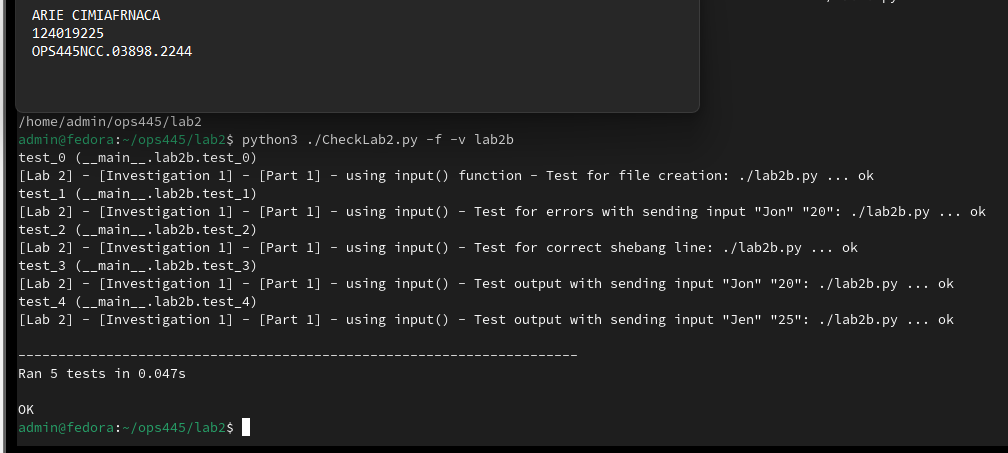 py
ARIE CIMIAFRNACA
124019225
OPS445NCC.03898.2244
/home/admin/ops445/lab2
admin@fedora:~/ops445/lab2$ python3 ./CheckLab2.py -f -v lab2b
test_0 (__main__.lab2b.test_0)
[Lab 2] - [Investigation 1] - [Part 1] - using input() function - Test for file creation: ./lab2b.py ... ok
test_1 (__main__.lab2b.test_1)
[Lab 2] - [Investigation 1] - [Part 1] - using input() - Test for errors with sending input "Jon" "20": ./lab2b.py ... ok
test_2 (__main__.lab2b.test_2)
[Lab 2] - [Investigation 1] - [Part 1] - using input() - Test for correct shebang line: ./lab2b.py ... ok
test_3 (__main__.lab2b.test_3)
[Lab 2] - [Investigation 1] - [Part 1] - using input() - Test output with sending input "Jon" "20": ./lab2b.py ... ok
test_4 (__main__.lab2b.test_4)
[Lab 2] - [Investigation 1] - [Part 1] - using input() - Test output with sending input "Jen" "25": ./lab2b.py ... ok
----------------------------------------------------------------------
Ran 5 tests in 0.047s
OK
admin@fedora:~/ops445/lab2$